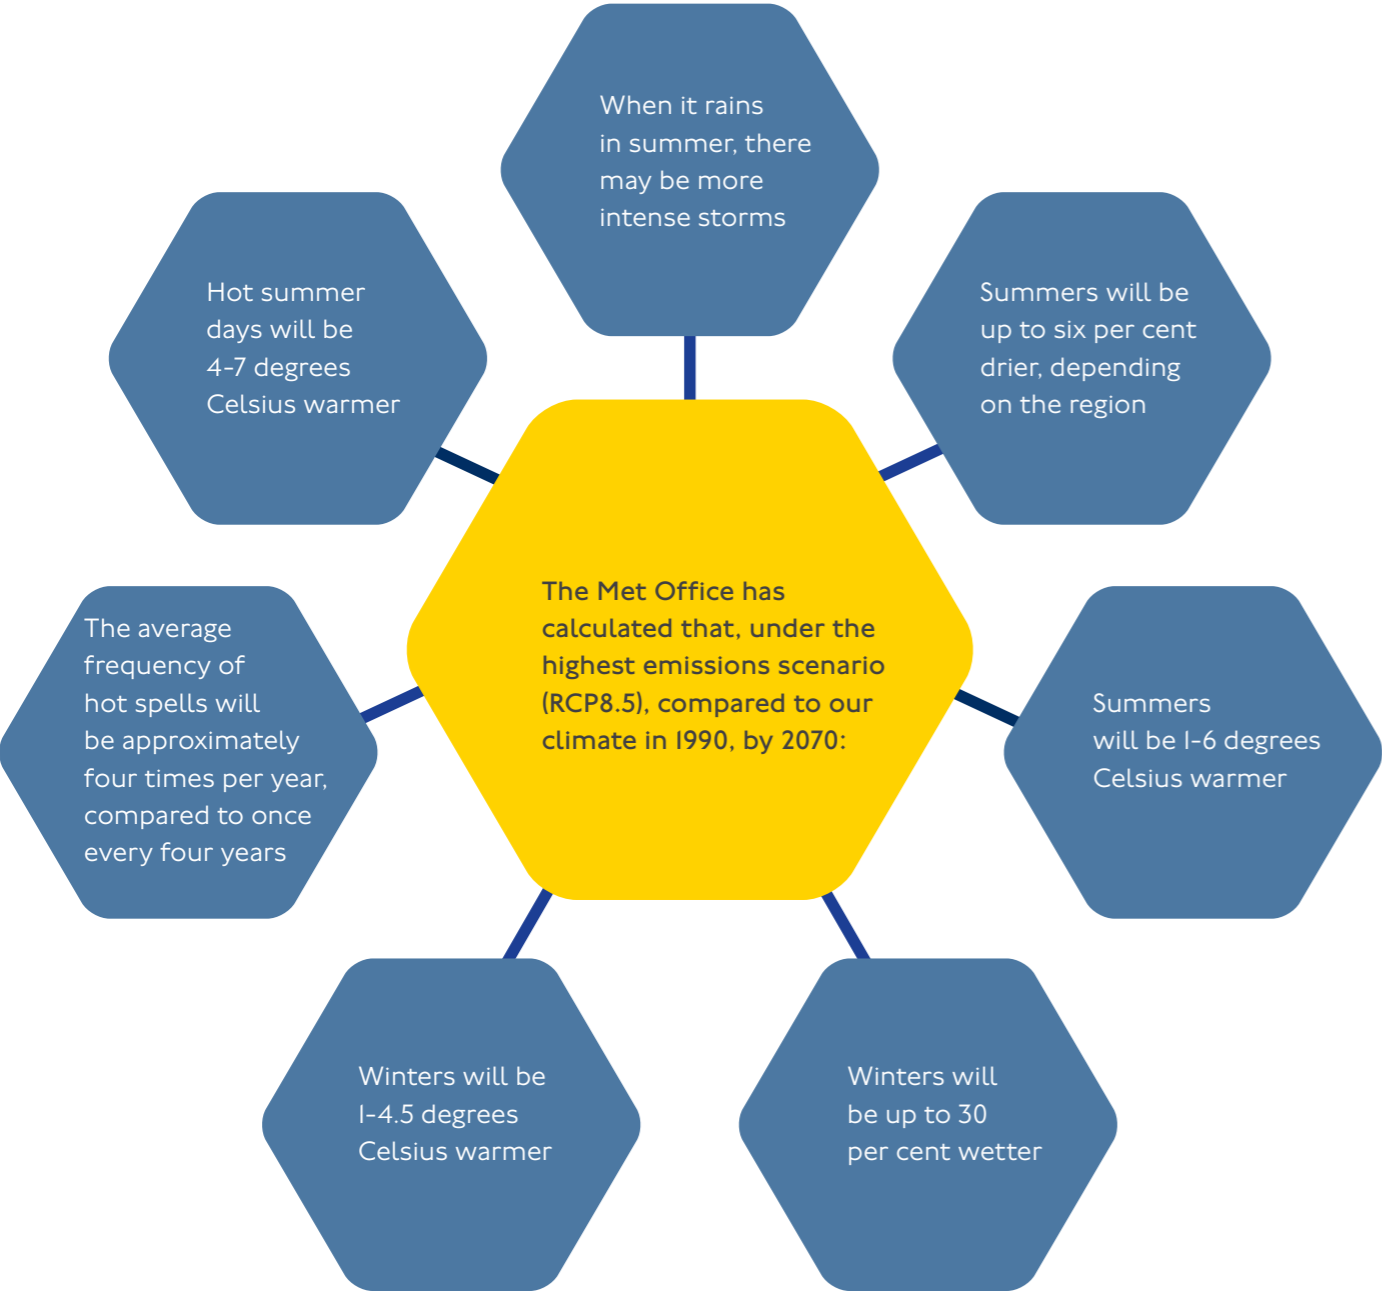 When it rains
in summer, there
may be more
intense storms
Hot summer
days will be
4-7 degrees
Celsius warmer
Summers will be
up to six per cent
drier, depending
on the region
The Met Office has
calculated that, under the
highest emissions scenario
(RCP8.5), compared to our
climate in 1990, by 2070:
The average
frequency of
hot spells will
be approximately
four times per year,
compared to once
every four years
Summers
will be 1-6 degrees
Celsius warmer
Winters will be
1-4.5 degrees
Celsius warmer
Winters will
be up to 30
per cent wetter